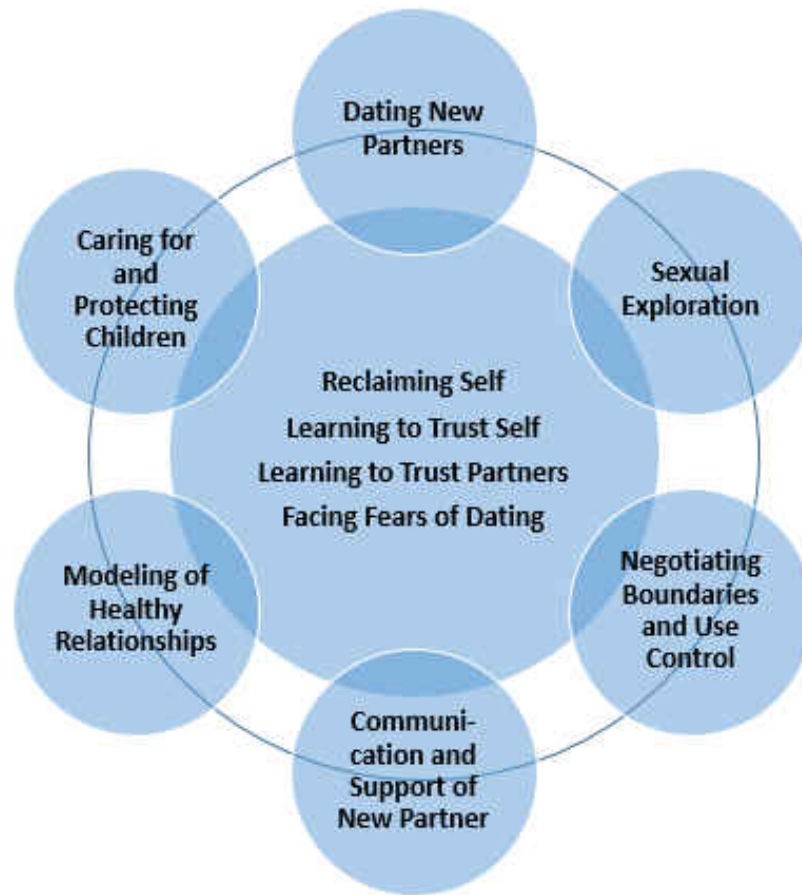 Dating New
Partners
Sexual
Exploration
Negotiating
Boundaries
and Use
Control
Communi-
cation and
Support of
New Partner
Modeling of
Healthy
Relationships
Caring for
and
Protecting
Children
Reclaiming Self
Learning to Trust Self
Learning to Trust Partners
Facing Fears of Dating